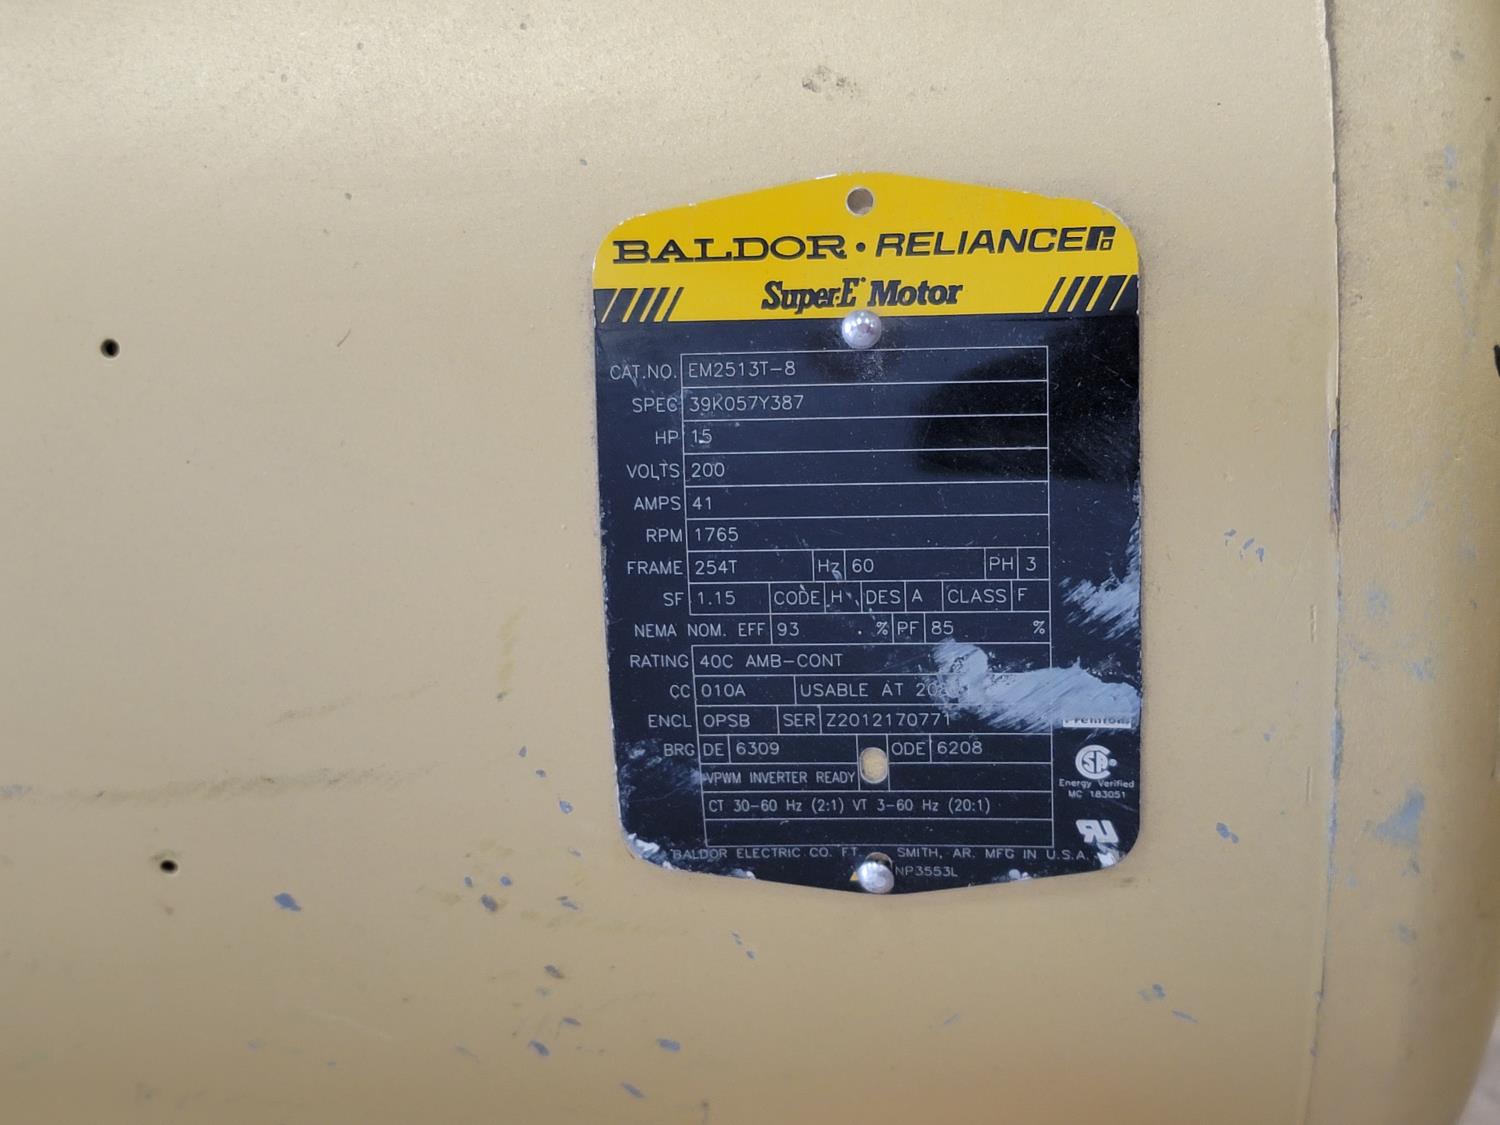 BALDOR • RELIANCE
Super-E® Motor
CAT.NO. EM2513T-8
SPEC 39K057Y387
HP 15
VOLTS 200
AMPS 41
RPM 1765
FRAME 254T Hz 60 PH 3
SF 1.15 CODE H DES A CLASS F
NEMA NOM. EFF 93 . % PF 85 %
RATING 40C AMB-CONT
CC 010A USABLE AT
ENCL OPSB SER Z2012170771
BRG DE 6309 ODE 6208
VPWM INVERTER READY
CT 30-60 Hz (2:1) VT 3-60 Hz (20:1)
Energy Verified
MC 183051
BALDOR ELECTRIC CO. FT. SMITH, AR. MFG IN U.S.A.
NP3553L